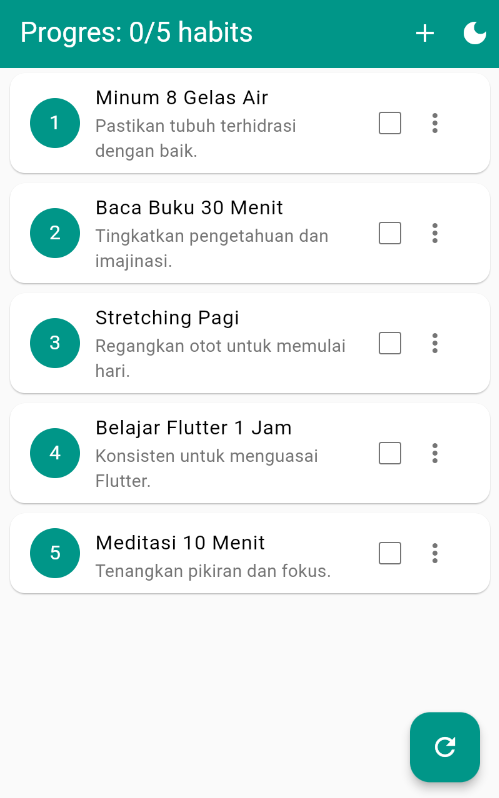 Progres: 0/5 habits
1
Minum 8 Gelas Air
Pastikan tubuh terhidrasi
dengan baik.
2
Baca Buku 30 Menit
Tingkatkan pengetahuan dan
imajinasi.
3
Stretching Pagi
Regangkan otot untuk memulai
hari.
4
Belajar Flutter 1 Jam
Konsisten untuk menguasai
Flutter.
5
Meditasi 10 Menit
Tenangkan pikiran dan fokus.